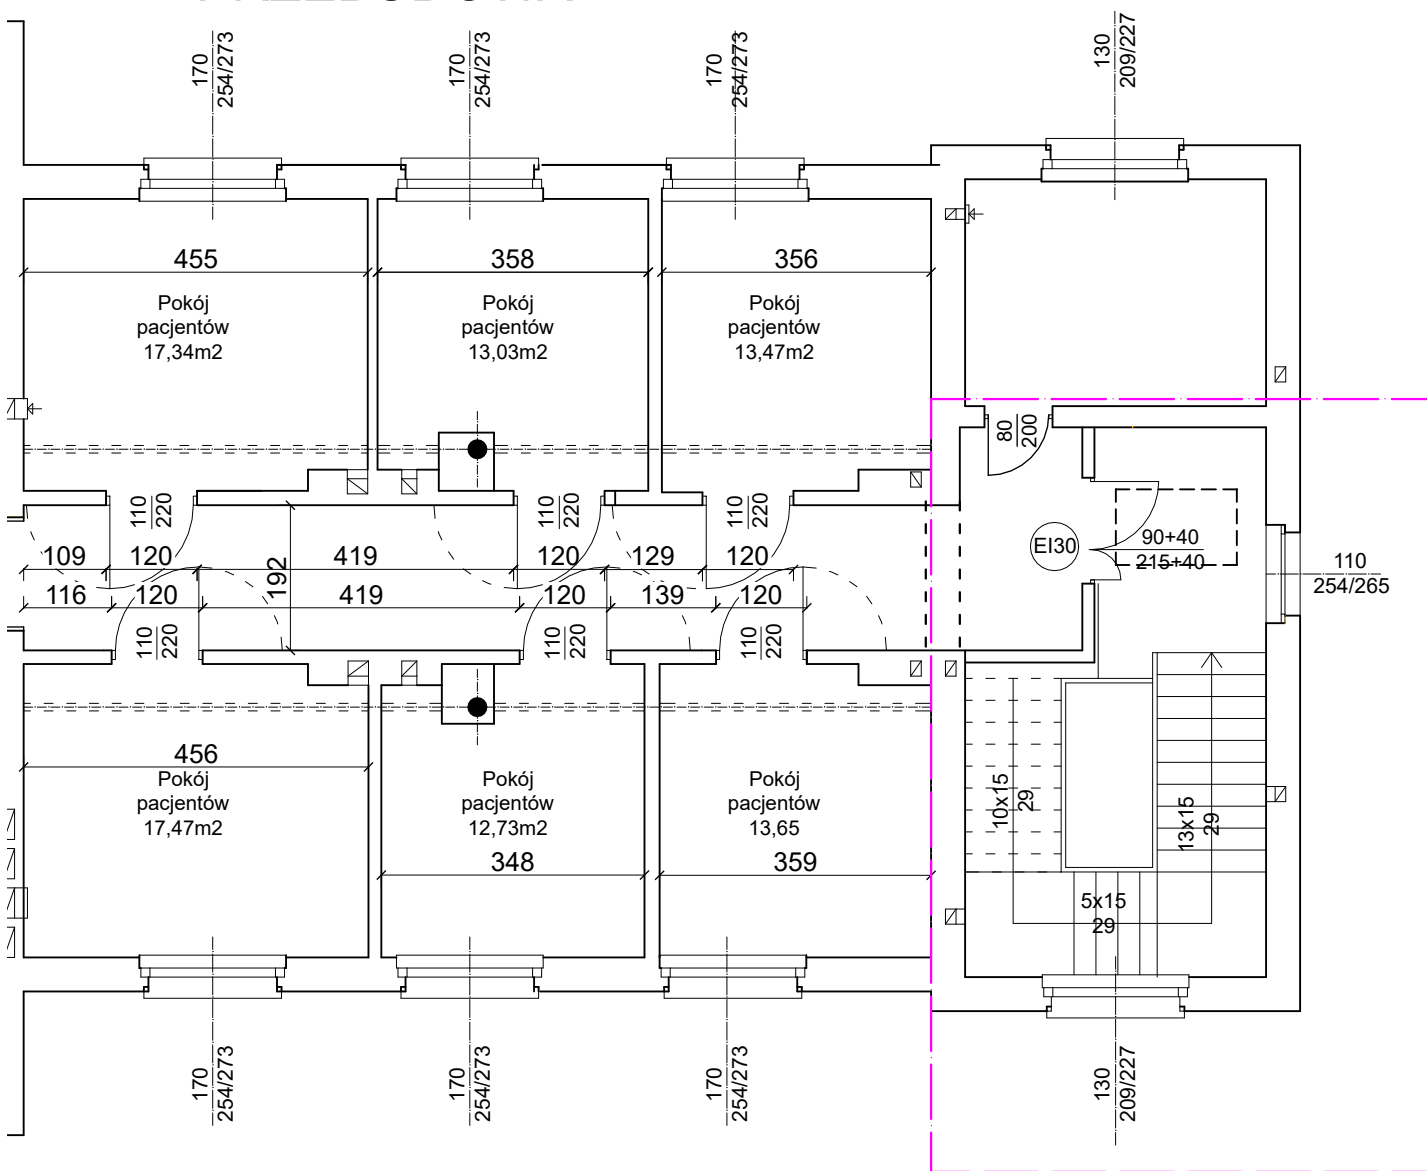 170
254/273
170
254/273
170
254/273
130
209/227
455
358
356
Pokój
pacjentów
17,34m2
Pokój
pacjentów
13,03m2
Pokój
pacjentów
13,47m2
80
200
110
220
110
220
110
220
EI30
90+40
215+40
110
254/265
109
120
419
120
129
120
192
116
120
419
120
139
120
110
220
110
220
110
220
456
Pokój
pacjentów
17,47m2
Pokój
pacjentów
12,73m2
Pokój
pacjentów
13,65
348
359
10x15
29
13x15
29
5x15
29
170
254/273
170
254/273
170
254/273
130
209/227